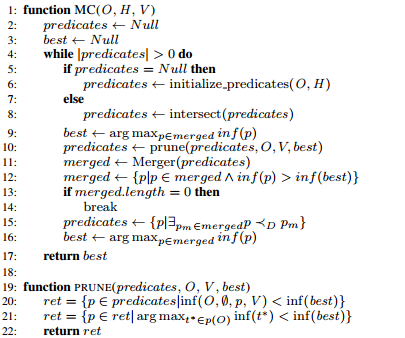 1: function MC(O, H, V)
2: predicates ← Null
3: best ← Null
4: while |predicates| > 0 do
5: if predicates = Null then
6: predicates ← initialize_predicates(O, H)
7: else
8: predicates ← intersect(predicates)
9: best ← arg max_{p∈merged} inf(p)
10: predicates ← prune(predicates, O, V, best)
11: merged ← Merger(predicates)
12: merged ← {p|p ∈ merged ∧ inf(p) > inf(best)}
13: if merged.length = 0 then
14: break
15: predicates ← {p|∃_{p_m∈merged} p ≺_D p_m}
16: best ← arg max_{p∈merged} inf(p)
17: return best
18:
19: function PRUNE(predicates, O, V, best)
20: ret = {p ∈ predicates|inf(O, ∅, p, V) < inf(best)}
21: ret = {p ∈ ret| arg max_{t*∈p(O)} inf(t*) < inf(best)}
22: return ret